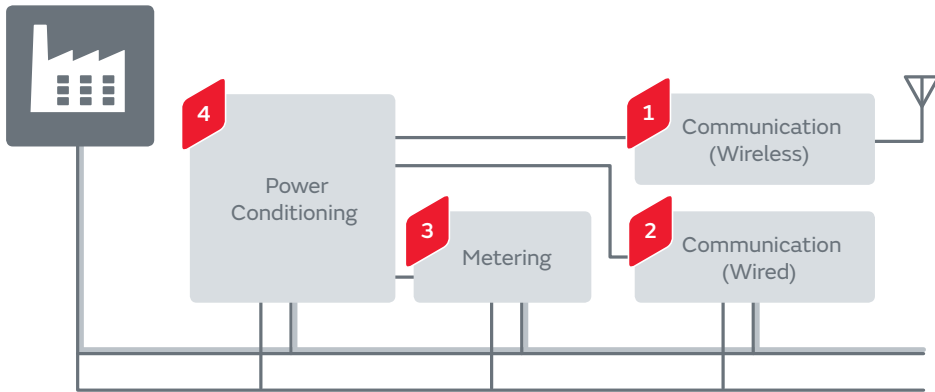 4
Power
Conditioning
1
Communication
(Wireless)
3
Metering
2
Communication
(Wired)